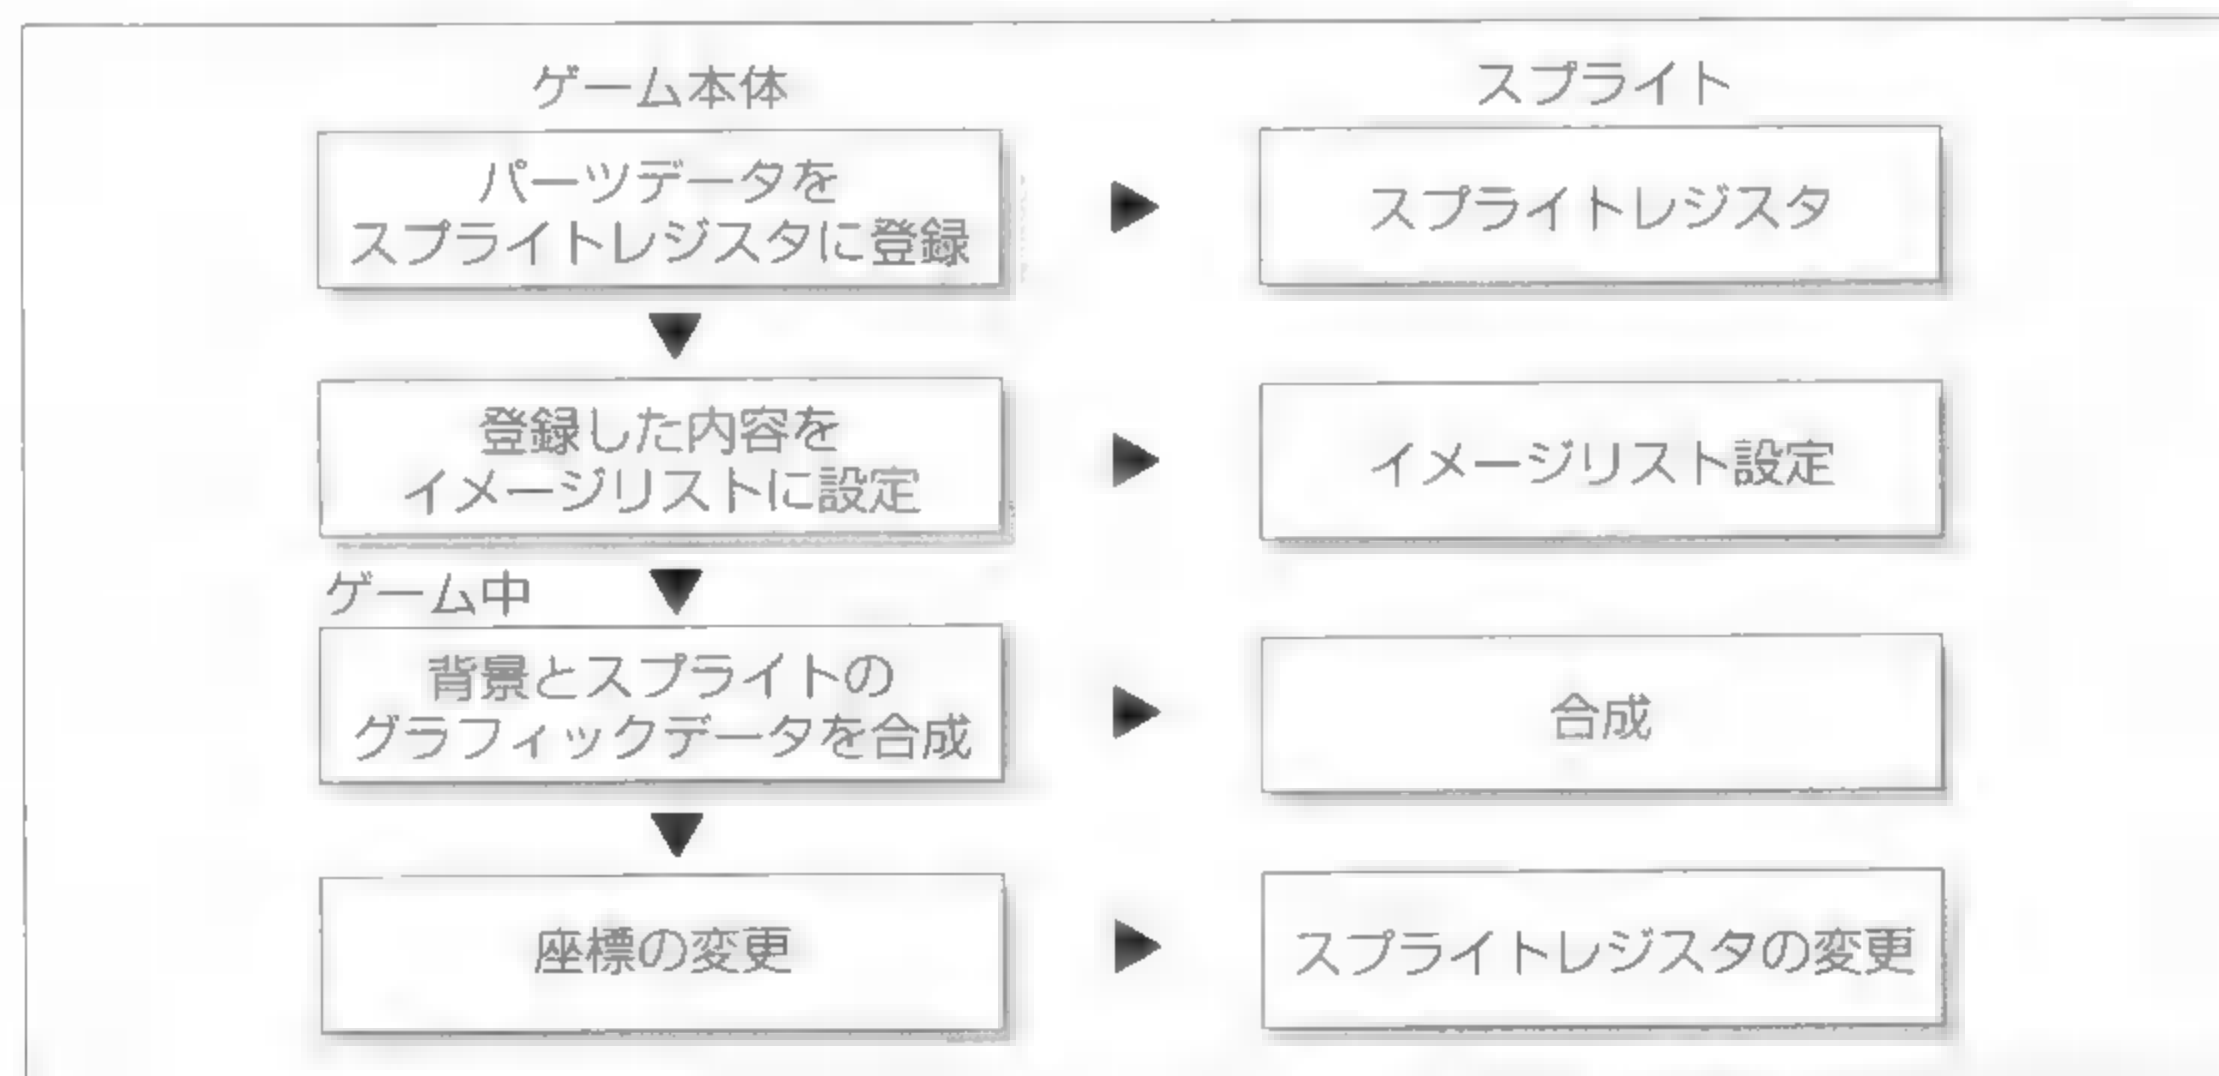 ゲーム本体
スプライト
パーツデータを
スプライトレジスタに登録
スプライトレジスタ
登録した内容を
イメージリストに設定
イメージリスト設定
ゲーム中
背景とスプライトの
グラフィックデータを合成
合成
座標の変更
スプライトレジスタの変更